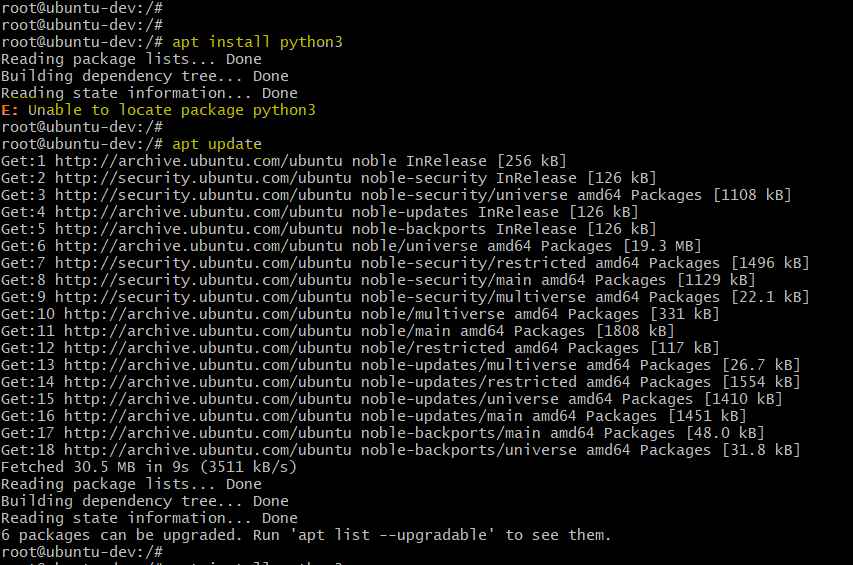 root@ubuntu-dev:/#
root@ubuntu-dev:/#
root@ubuntu-dev:/# apt install python3
Reading package lists... Done
Building dependency tree... Done
Reading state information... Done
E: Unable to locate package python3
root@ubuntu-dev:/#
root@ubuntu-dev:/# apt update
Get:1 http://archive.ubuntu.com/ubuntu noble InRelease [256 kB]
Get:2 http://security.ubuntu.com/ubuntu noble-security InRelease [126 kB]
Get:3 http://security.ubuntu.com/ubuntu noble-security/universe amd64 Packages [1108 kB]
Get:4 http://archive.ubuntu.com/ubuntu noble-updates InRelease [126 kB]
Get:5 http://archive.ubuntu.com/ubuntu noble-backports InRelease [126 kB]
Get:6 http://archive.ubuntu.com/ubuntu noble/universe amd64 Packages [19.3 MB]
Get:7 http://security.ubuntu.com/ubuntu noble-security/restricted amd64 Packages [1496 kB]
Get:8 http://security.ubuntu.com/ubuntu noble-security/main amd64 Packages [1129 kB]
Get:9 http://security.ubuntu.com/ubuntu noble-security/multiverse amd64 Packages [22.1 kB]
Get:10 http://archive.ubuntu.com/ubuntu noble/multiverse amd64 Packages [331 kB]
Get:11 http://archive.ubuntu.com/ubuntu noble/main amd64 Packages [1808 kB]
Get:12 http://archive.ubuntu.com/ubuntu noble/restricted amd64 Packages [117 kB]
Get:13 http://archive.ubuntu.com/ubuntu noble-updates/multiverse amd64 Packages [26.7 kB]
Get:14 http://archive.ubuntu.com/ubuntu noble-updates/restricted amd64 Packages [1554 kB]
Get:15 http://archive.ubuntu.com/ubuntu noble-updates/universe amd64 Packages [1410 kB]
Get:16 http://archive.ubuntu.com/ubuntu noble-updates/main amd64 Packages [1451 kB]
Get:17 http://archive.ubuntu.com/ubuntu noble-backports/main amd64 Packages [48.0 kB]
Get:18 http://archive.ubuntu.com/ubuntu noble-backports/universe amd64 Packages [31.8 kB]
Fetched 30.5 MB in 9s (3511 kB/s)
Reading package lists... Done
Building dependency tree... Done
Reading state information... Done
6 packages can be upgraded. Run 'apt list --upgradable' to see them.
root@ubuntu-dev:/#